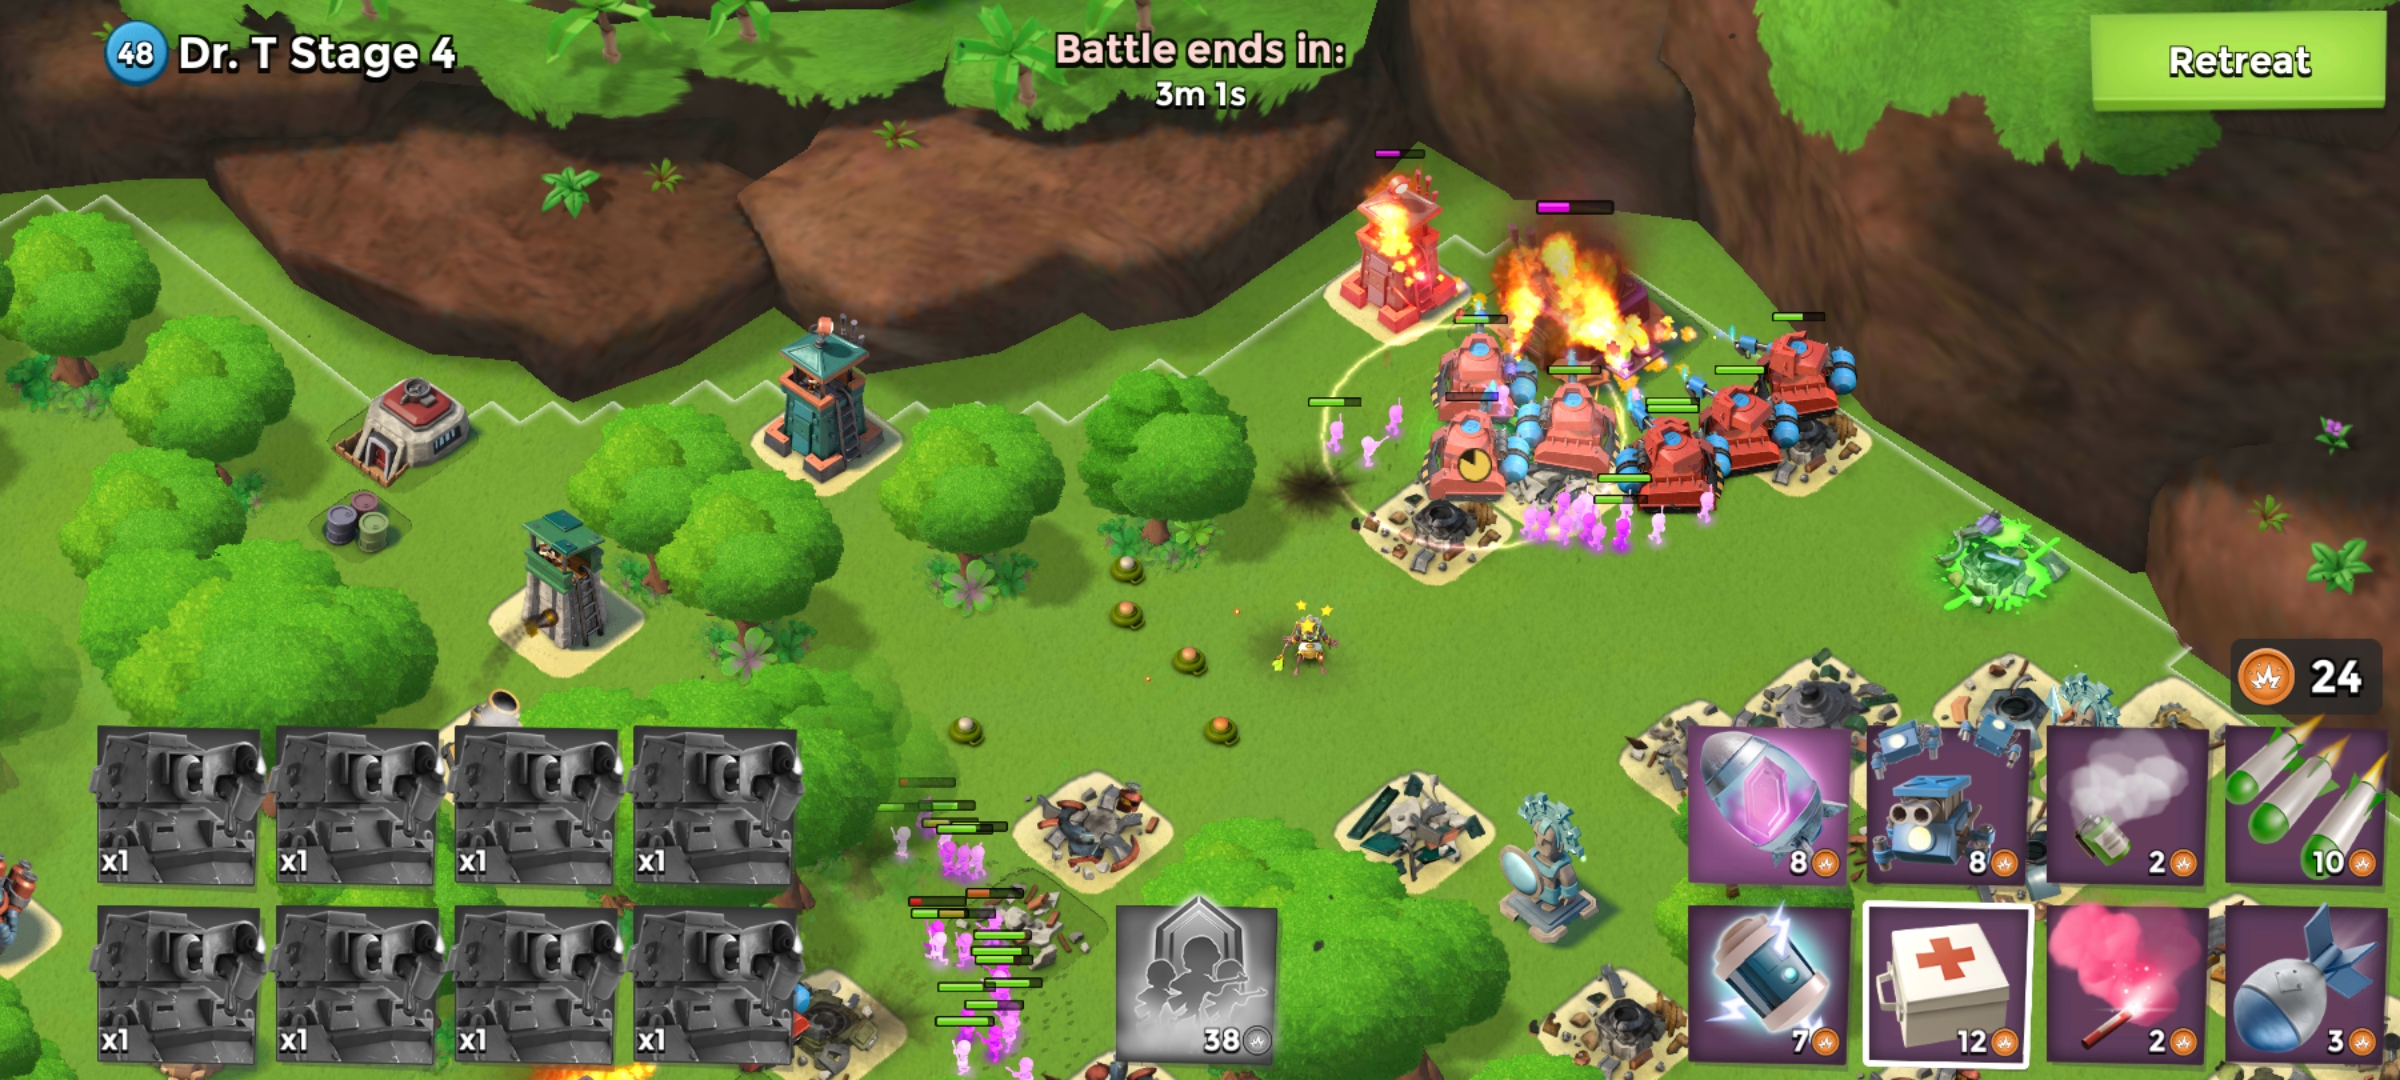 48 Dr. T Stage 4
Battle ends in:
3m 1s
Retreat
24
x1
x1
x1
x1
8
8
2
10
x1
x1
x1
x1
38
7
12
2
3